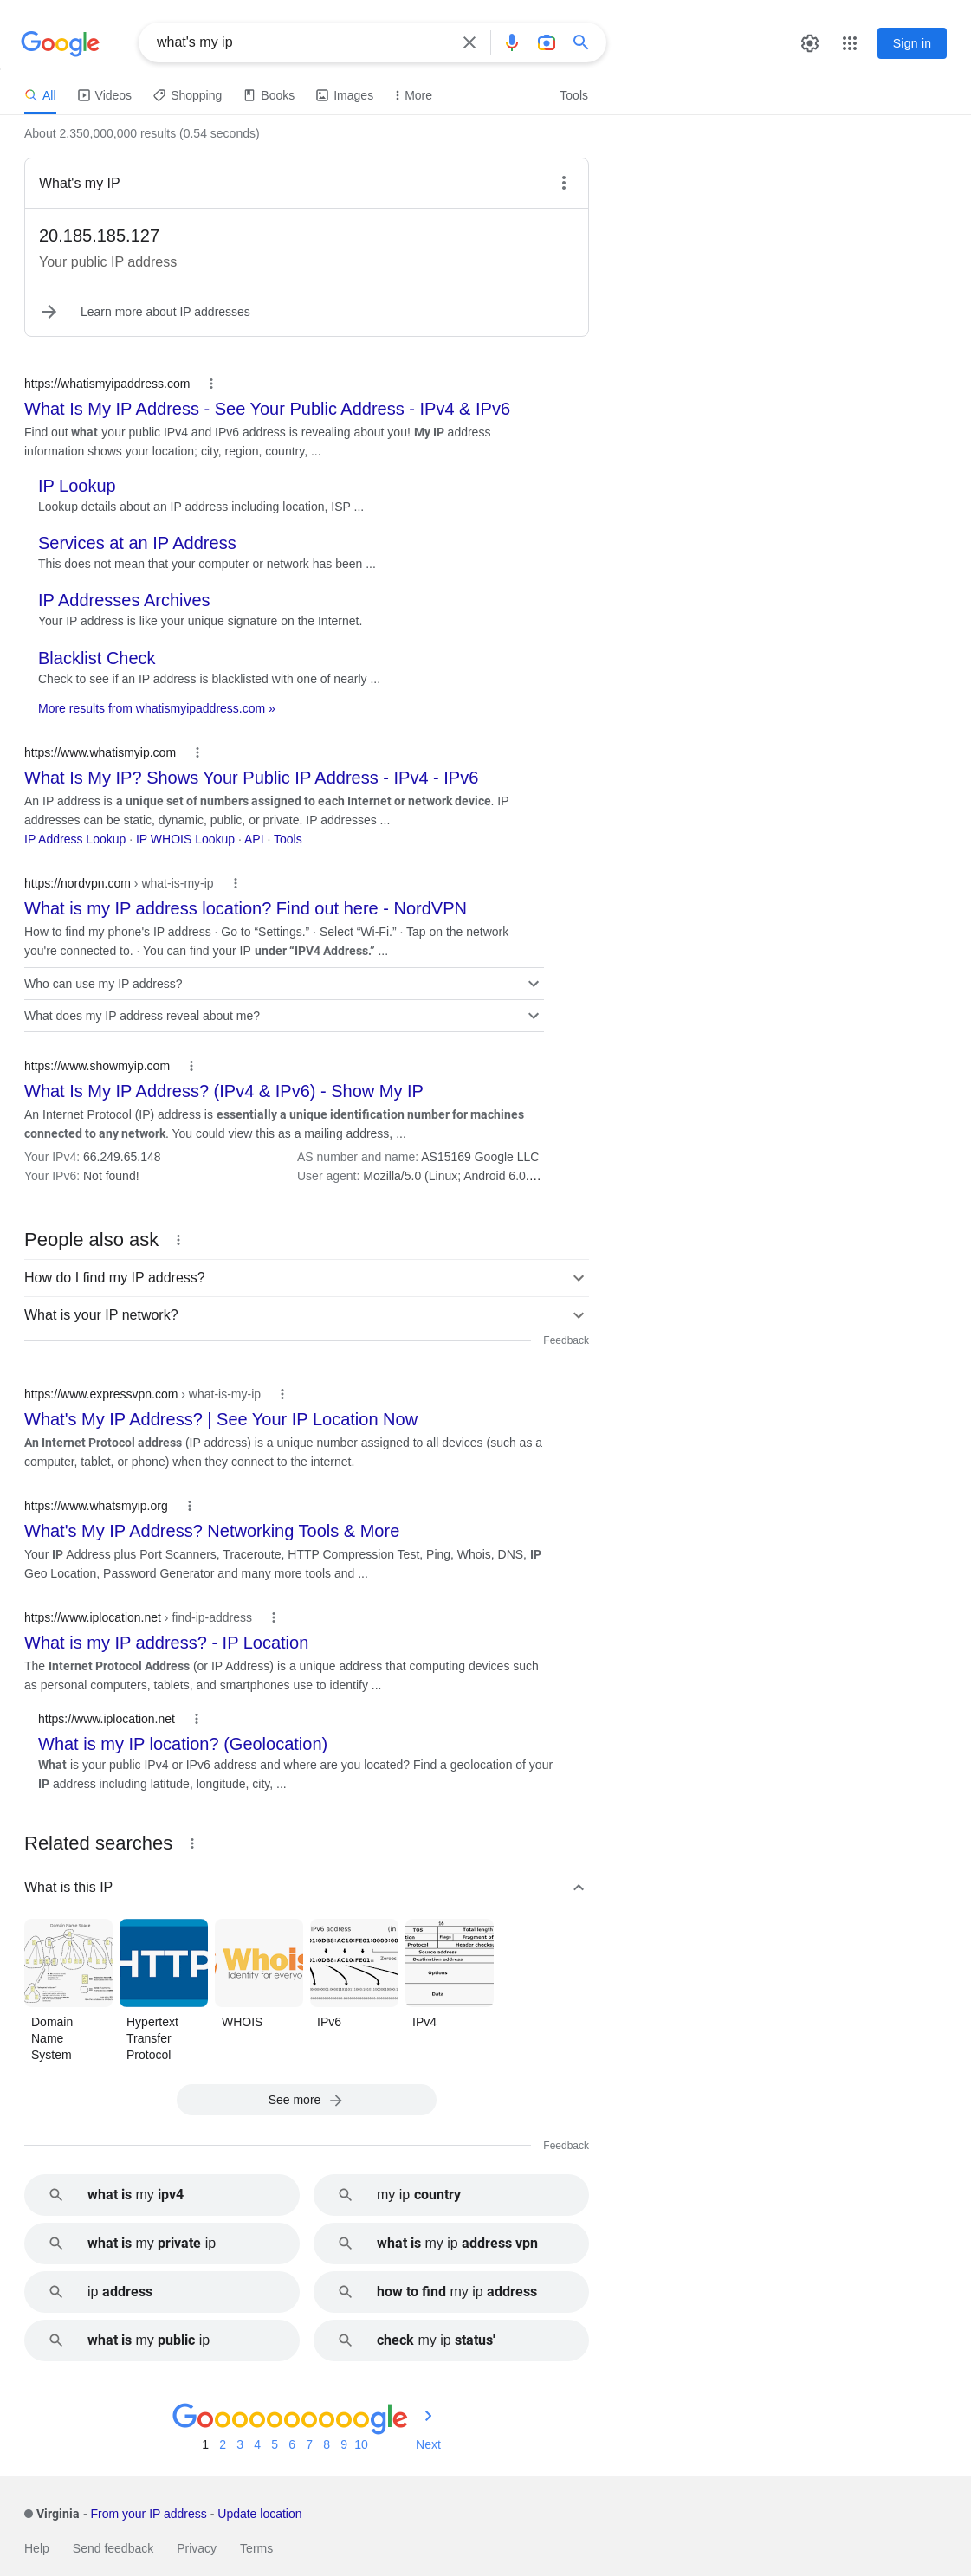 Google
what's my ip
Sign in
All
Videos
Shopping
Books
Images
More
Tools
About 2,350,000,000 results (0.54 seconds)
What's my IP
20.185.185.127
Your public IP address
Learn more about IP addresses
https://whatismyipaddress.com
What Is My IP Address - See Your Public Address - IPv4 & IPv6
Find out what your public IPv4 and IPv6 address is revealing about you! My IP address
information shows your location; city, region, country, ...
IP Lookup
Lookup details about an IP address including location, ISP ...
Services at an IP Address
This does not mean that your computer or network has been ...
IP Addresses Archives
Your IP address is like your unique signature on the Internet.
Blacklist Check
Check to see if an IP address is blacklisted with one of nearly ...
More results from whatismyipaddress.com »
https://www.whatismyip.com
What Is My IP? Shows Your Public IP Address - IPv4 - IPv6
An IP address is a unique set of numbers assigned to each Internet or network device. IP
addresses can be static, dynamic, public, or private. IP addresses ...
IP Address Lookup · IP WHOIS Lookup · API · Tools
https://nordvpn.com › what-is-my-ip
What is my IP address location? Find out here - NordVPN
How to find my phone's IP address · Go to “Settings.” · Select “Wi-Fi.” · Tap on the network
you're connected to. · You can find your IP under “IPV4 Address.” ...
Who can use my IP address?
What does my IP address reveal about me?
https://www.showmyip.com
What Is My IP Address? (IPv4 & IPv6) - Show My IP
An Internet Protocol (IP) address is essentially a unique identification number for machines
connected to any network. You could view this as a mailing address, ...
Your IPv4: 66.249.65.148
AS number and name: AS15169 Google LLC
Your IPv6: Not found!
User agent: Mozilla/5.0 (Linux; Android 6.0....
People also ask
How do I find my IP address?
What is your IP network?
Feedback
https://www.expressvpn.com › what-is-my-ip
What's My IP Address? | See Your IP Location Now
An Internet Protocol address (IP address) is a unique number assigned to all devices (such as a
computer, tablet, or phone) when they connect to the internet.
https://www.whatsmyip.org
What's My IP Address? Networking Tools & More
Your IP Address plus Port Scanners, Traceroute, HTTP Compression Test, Ping, Whois, DNS, IP
Geo Location, Password Generator and many more tools and ...
https://www.iplocation.net › find-ip-address
What is my IP address? - IP Location
The Internet Protocol Address (or IP Address) is a unique address that computing devices such
as personal computers, tablets, and smartphones use to identify ...
https://www.iplocation.net
What is my IP location? (Geolocation)
What is your public IPv4 or IPv6 address and where are you located? Find a geolocation of your
IP address including latitude, longitude, city, ...
Related searches
What is this IP
Domain Name Space
HTTP
Whois
Identity for everyo
IPv6 address (in
Zeroes
16
TOS
Total length
Flags
Fragment of
Protocol
Header checks
Source address
Destination address
Options
Data
Domain
Name
System
Hypertext
Transfer
Protocol
WHOIS
IPv6
IPv4
See more
Feedback
what is my ipv4
my ip country
what is my private ip
what is my ip address vpn
ip address
how to find my ip address
what is my public ip
check my ip status'
Goooooooooogle
1 2 3 4 5 6 7 8 9 10 Next
Virginia - From your IP address - Update location
Help
Send feedback
Privacy
Terms